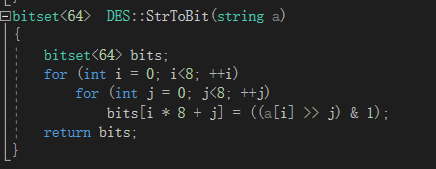 bitset<64>  DES::StrToBit(string a)
{
    bitset<64> bits;
    for (int i = 0; i<8; ++i)
        for (int j = 0; j<8; ++j)
            bits[i * 8 + j] = ((a[i] >> j) & 1);
    return bits;
}